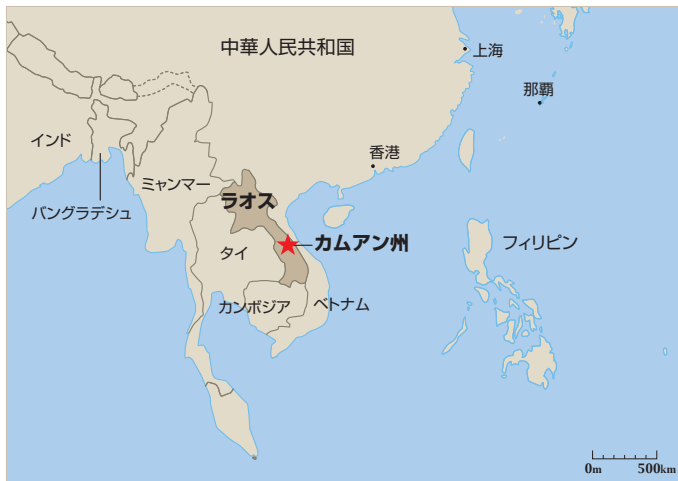 中華人民共和国
上海
那覇
インド
香港
ミャンマー
ラオス
バングラデシュ
カムアン州
フィリピン
タイ
カンボジア
ベトナム
0m 500km